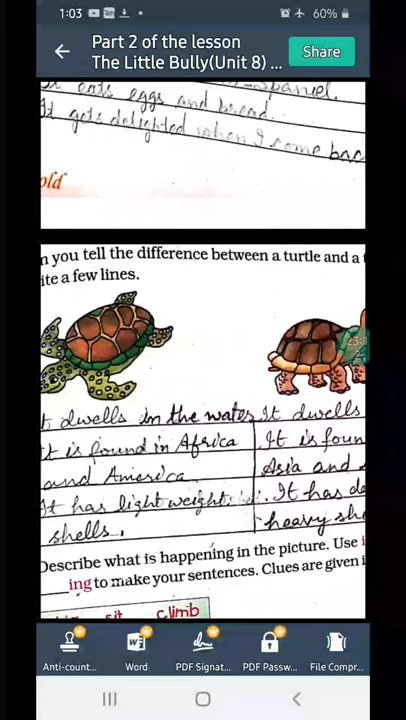 1:03
60%
Part 2 of the lesson
The Little Bully(Unit 8) ...
Share
It eats eggs and bread.
It gets delighted when I come bac
old
n you tell the difference between a turtle and a t
ite a few lines.
t dwells in the water
It dwells
t is found in Africa
It is foun
and America
Asia and
It has light weight
It has de
shells.
heavy she
Describe what is happening in the picture. Use i
ing to make your sentences. Clues are given i
sit climb
Anti-count...
Word
PDF Signat...
PDF Passw...
File Compr...